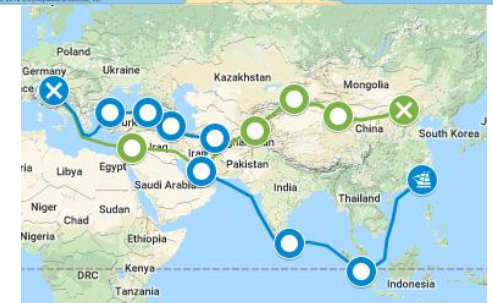 Poland
Germany
Ukraine
Kazakhstan
Mongolia
China
South Korea
Iraq
Iran
Pakistan
Egypt
Libya
Saudi Arabia
India
Thailand
Niger
Chad
Sudan
Nigeria
Ethiopia
Kenya
DRC
Indonesia
Tanzania